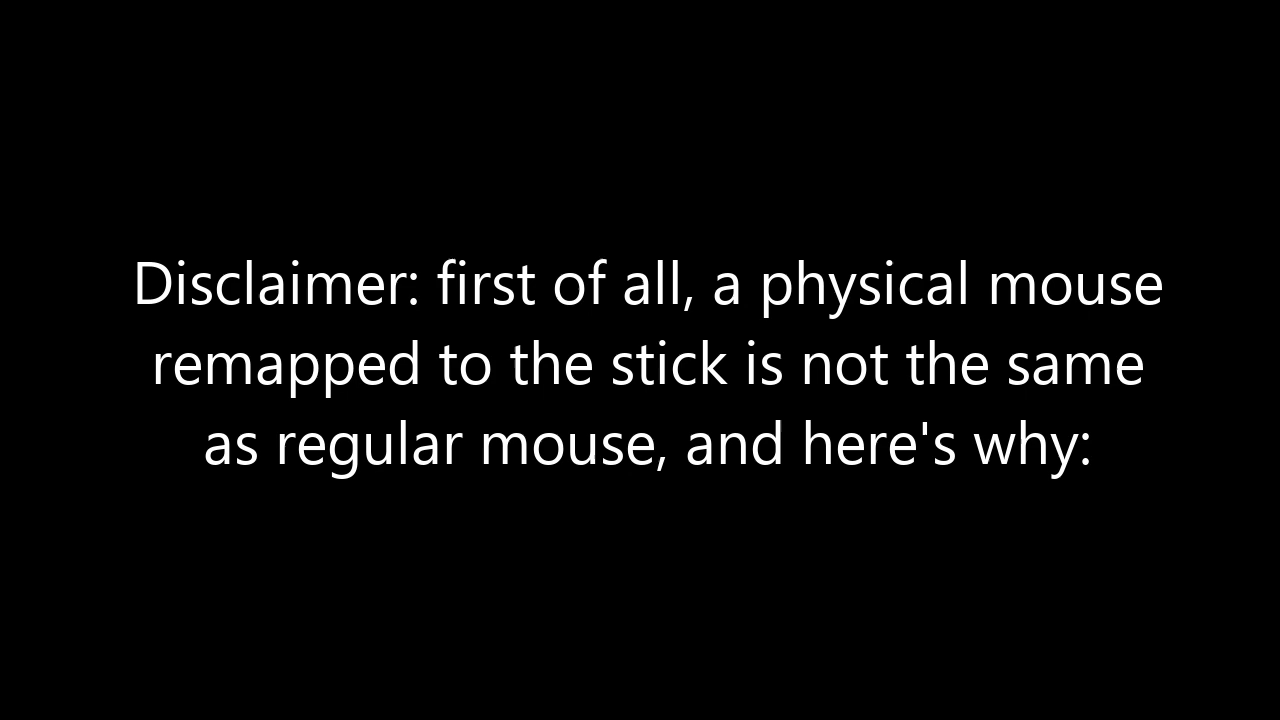 Disclaimer: first of all, a physical mouse
remapped to the stick is not the same
as regular mouse, and here's why: